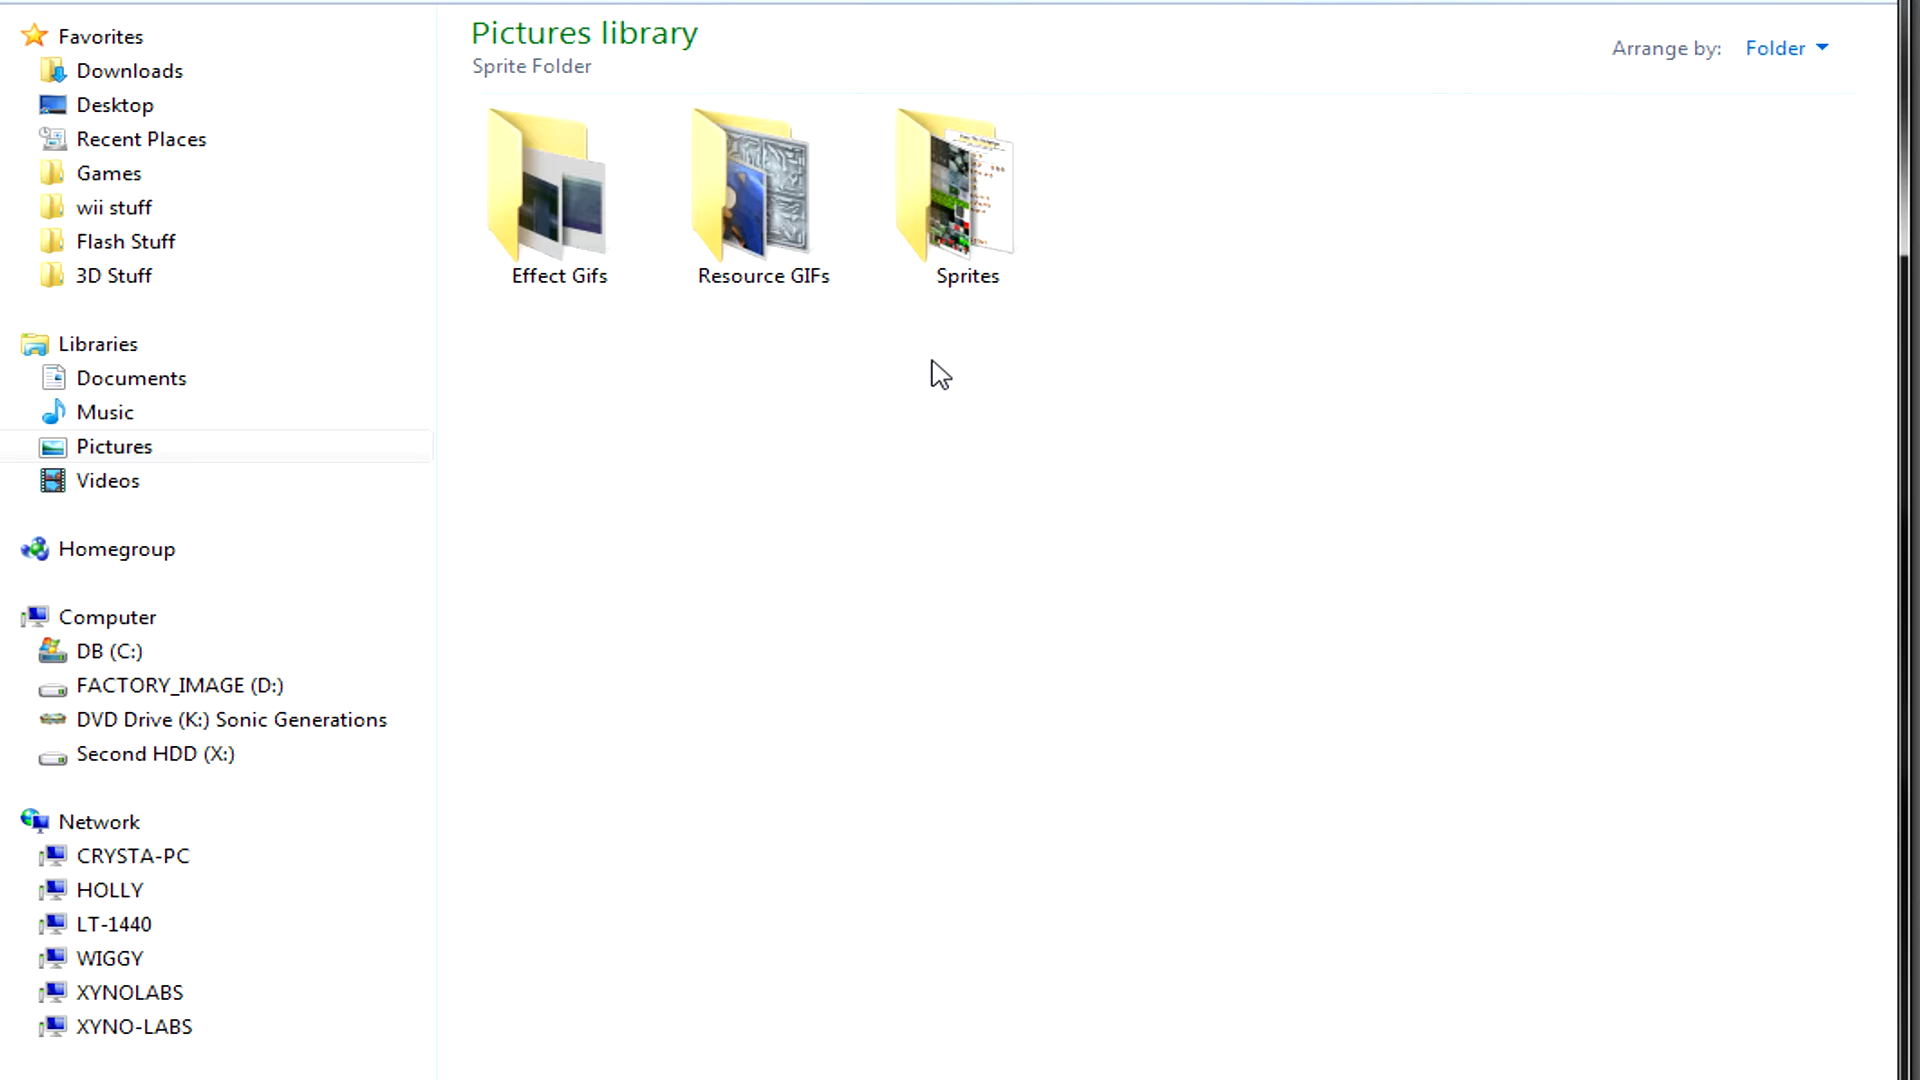 Favorites
Downloads
Desktop
Recent Places
Games
wii stuff
Flash Stuff
3D Stuff
Libraries
Documents
Music
Pictures
Videos
Homegroup
Computer
DB (C:)
FACTORY_IMAGE (D:)
DVD Drive (K:) Sonic Generations
Second HDD (X:)
Network
CRYSTA-PC
HOLLY
LT-1440
WIGGY
XYNOLABS
XYNO-LABS
Pictures library
Sprite Folder
Arrange by: Folder
Effect Gifs
Resource GIFs
Sprites